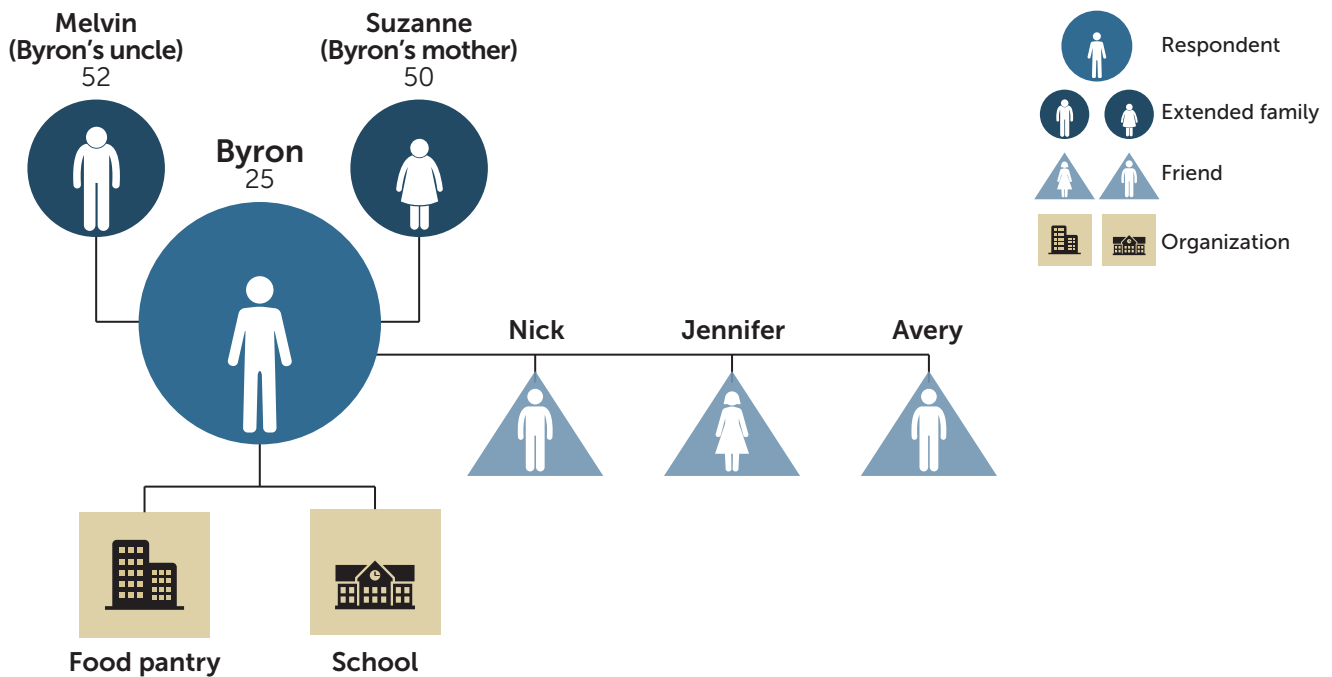 Melvin
(Byron’s uncle)
52
Suzanne
(Byron’s mother)
50
Byron
25
Nick
Jennifer
Avery
Food pantry
School
Respondent
Extended family
Friend
Organization